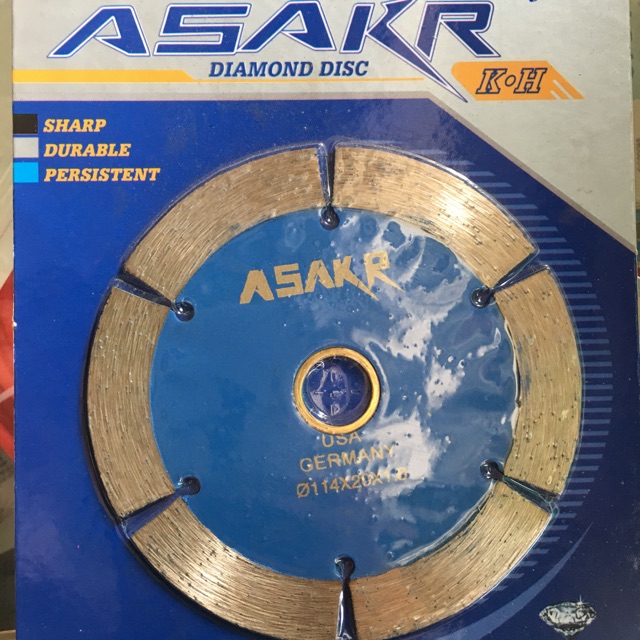 ASAKR
DIAMOND DISC
K•H
SHARP
DURABLE
PERSISTENT
ASAKR
USA
GERMANY